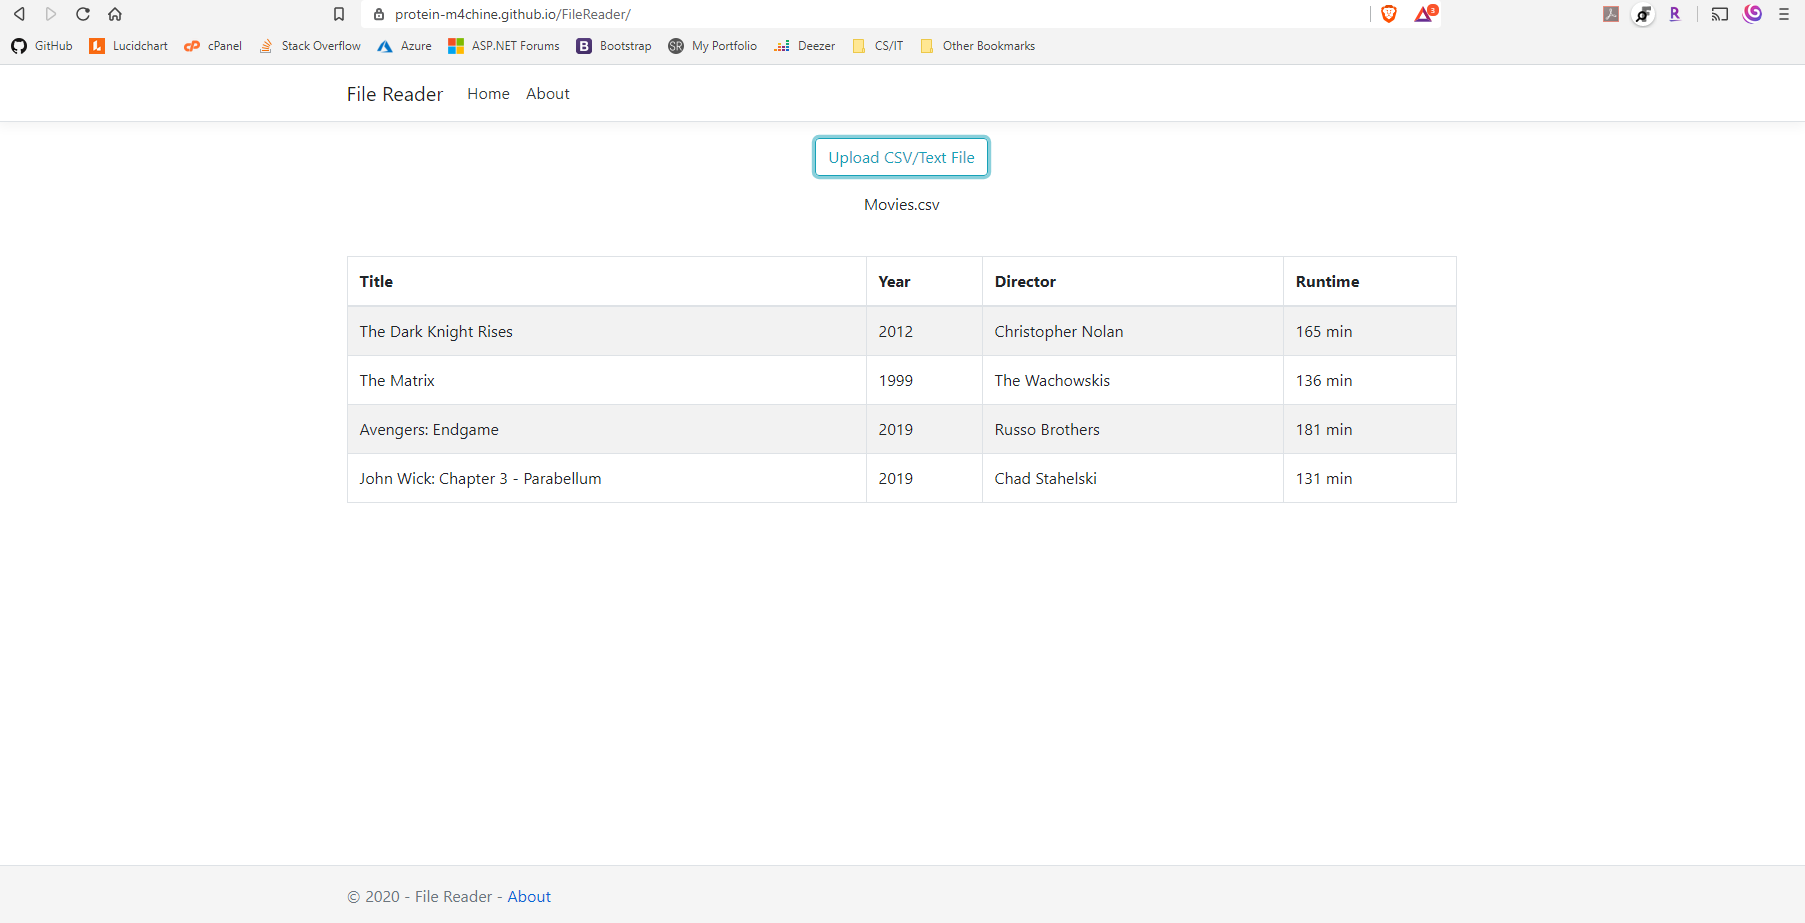 protein-m4chine.github.io/FileReader/ 3 R
GitHub Lucidchart cPanel Stack Overflow Azure ASP.NET Forums B Bootstrap SR My Portfolio Deezer CS/IT Other Bookmarks
File Reader Home About
Upload CSV/Text File
Movies.csv
Title Year Director Runtime
The Dark Knight Rises 2012 Christopher Nolan 165 min
The Matrix 1999 The Wachowskis 136 min
Avengers: Endgame 2019 Russo Brothers 181 min
John Wick: Chapter 3 - Parabellum 2019 Chad Stahelski 131 min
© 2020 - File Reader - About